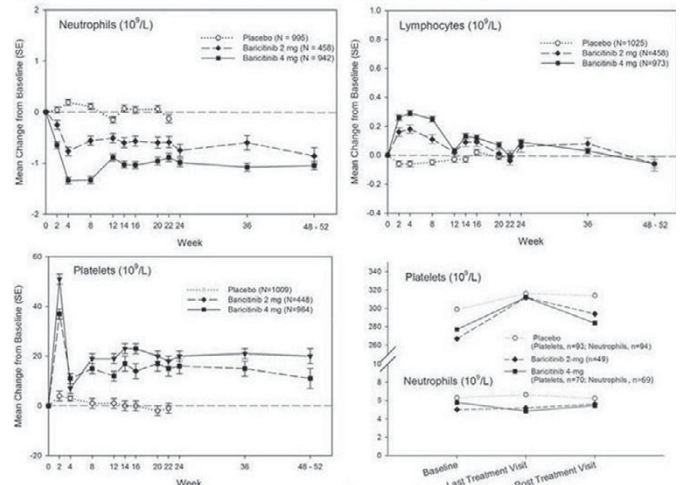 Neutrophils (10⁹/L)
Placebo (N = 995)
Baricitinib 2 mg (N = 458)
Baricitinib 4 mg (N = 942)
Mean Change from Baseline (SE)
2
1
0
-1
-2
0 2 4 8 12 14 16 20 22 24 36 48 - 52
Week
Lymphocytes (10⁹/L)
Placebo (N=1025)
Baricitinib 2 mg (N=458)
Baricitinib 4 mg (N=973)
Mean Change from Baseline (SE)
1.0
0.8
0.6
0.4
0.2
0.0
-0.2
-0.4
0 2 4 8 12 14 16 20 22 24 36 48 - 52
Week
Platelets (10⁹/L)
Placebo (N=1009)
Baricitinib 2 mg (N=448)
Baricitinib 4 mg (N=964)
Mean Change from Baseline (SE)
60
40
20
0
-20
0 2 4 8 12 14 16 20 22 24 36 48 - 52
Week
Platelets (10⁹/L)
340
320
300
280
260
Placebo
(Platelets, n=93; Neutrophils, n=94)
Baricitinib 2-mg (n=49)
Baricitinib 4-mg
(Platelets, n=70; Neutrophils, n=69)
Neutrophils (10⁹/L)
10
8
6
4
2
0
Baseline
Last Treatment Visit
Post Treatment Visit